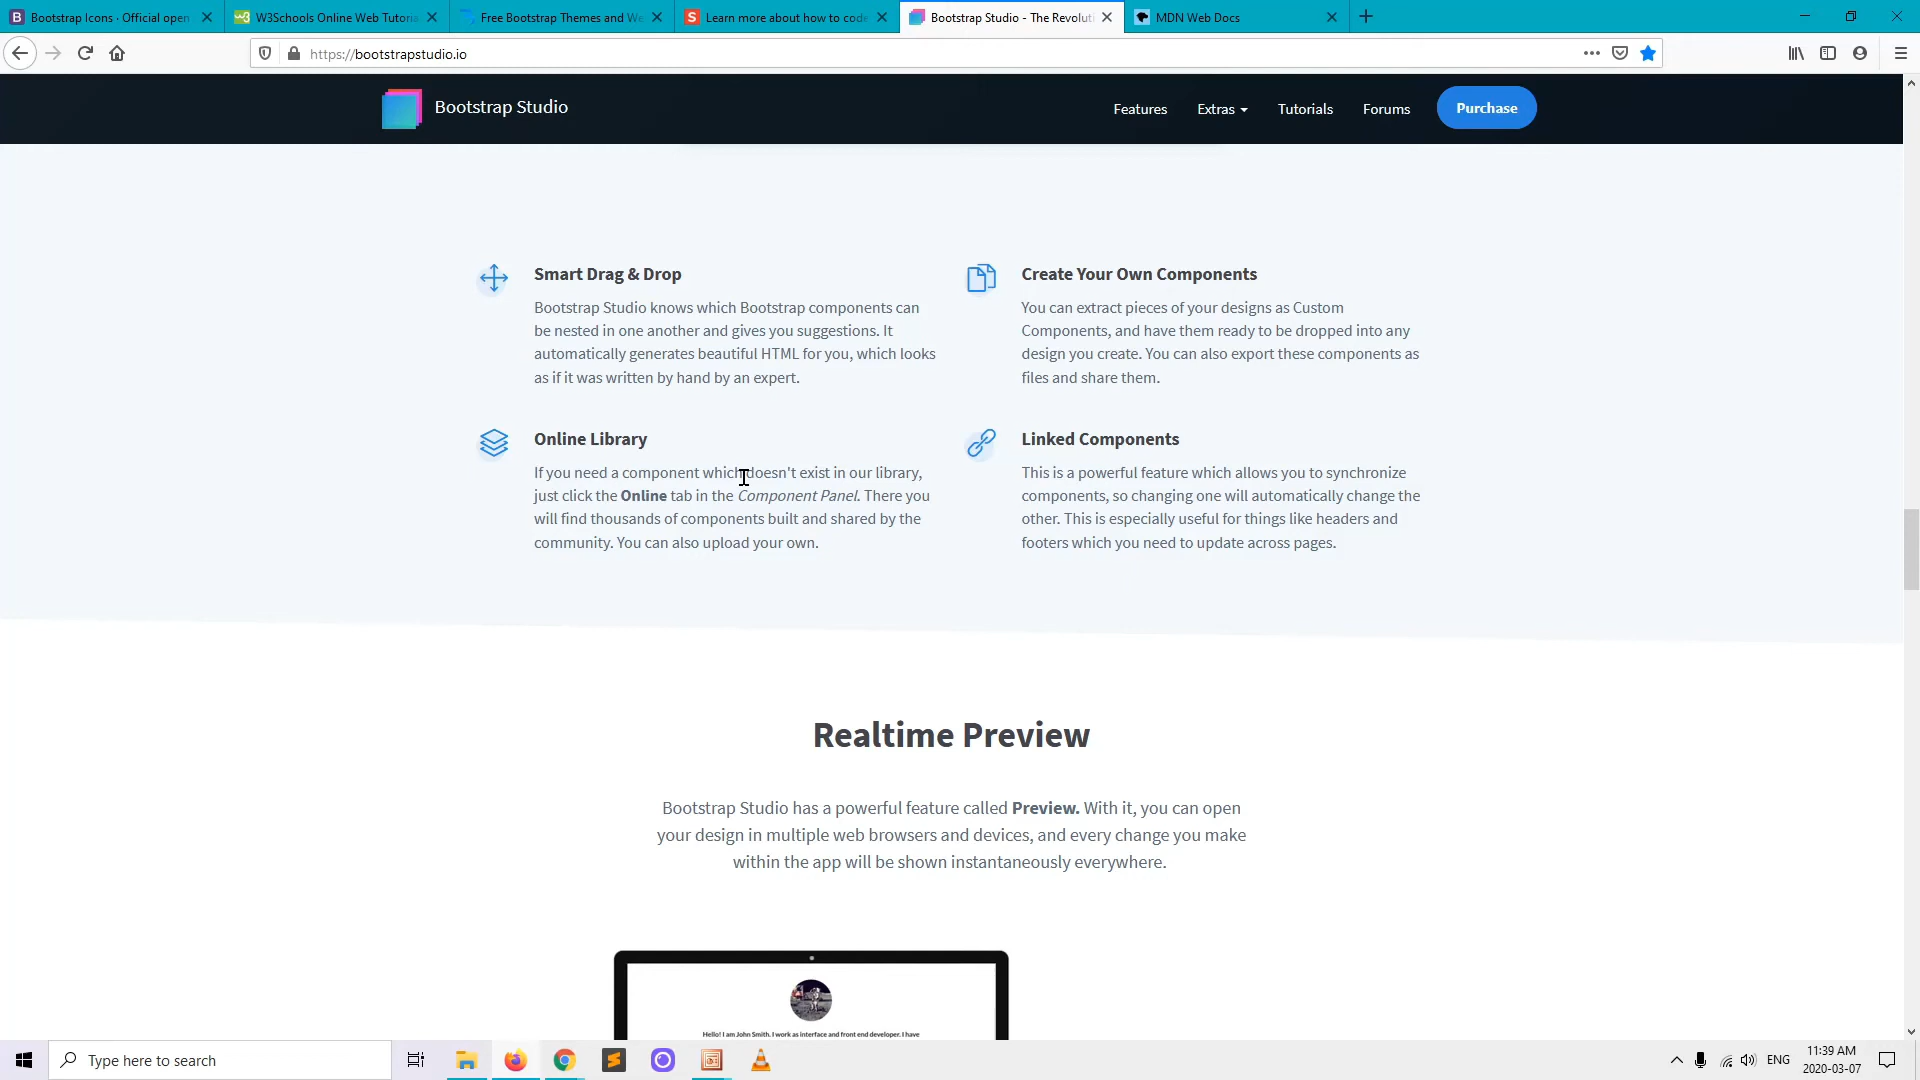 Bootstrap Icons · Official open
W3Schools Online Web Tutoria
Free Bootstrap Themes and We
Learn more about how to code
Bootstrap Studio - The Revoluti
MDN Web Docs
https://bootstrapstudio.io
Bootstrap Studio
Features
Extras
Tutorials
Forums
Purchase
Smart Drag & Drop
Bootstrap Studio knows which Bootstrap components can
be nested in one another and gives you suggestions. It
automatically generates beautiful HTML for you, which looks
as if it was written by hand by an expert.
Create Your Own Components
You can extract pieces of your designs as Custom
Components, and have them ready to be dropped into any
design you create. You can also export these components as
files and share them.
Online Library
If you need a component which doesn't exist in our library,
just click the Online tab in the Component Panel. There you
will find thousands of components built and shared by the
community. You can also upload your own.
Linked Components
This is a powerful feature which allows you to synchronize
components, so changing one will automatically change the
other. This is especially useful for things like headers and
footers which you need to update across pages.
Realtime Preview
Bootstrap Studio has a powerful feature called Preview. With it, you can open
your design in multiple web browsers and devices, and every change you make
within the app will be shown instantaneously everywhere.
Hello! I am John Smith. I work as interface and front end developer. I have
Type here to search
ENG
11:39 AM
2020-03-07